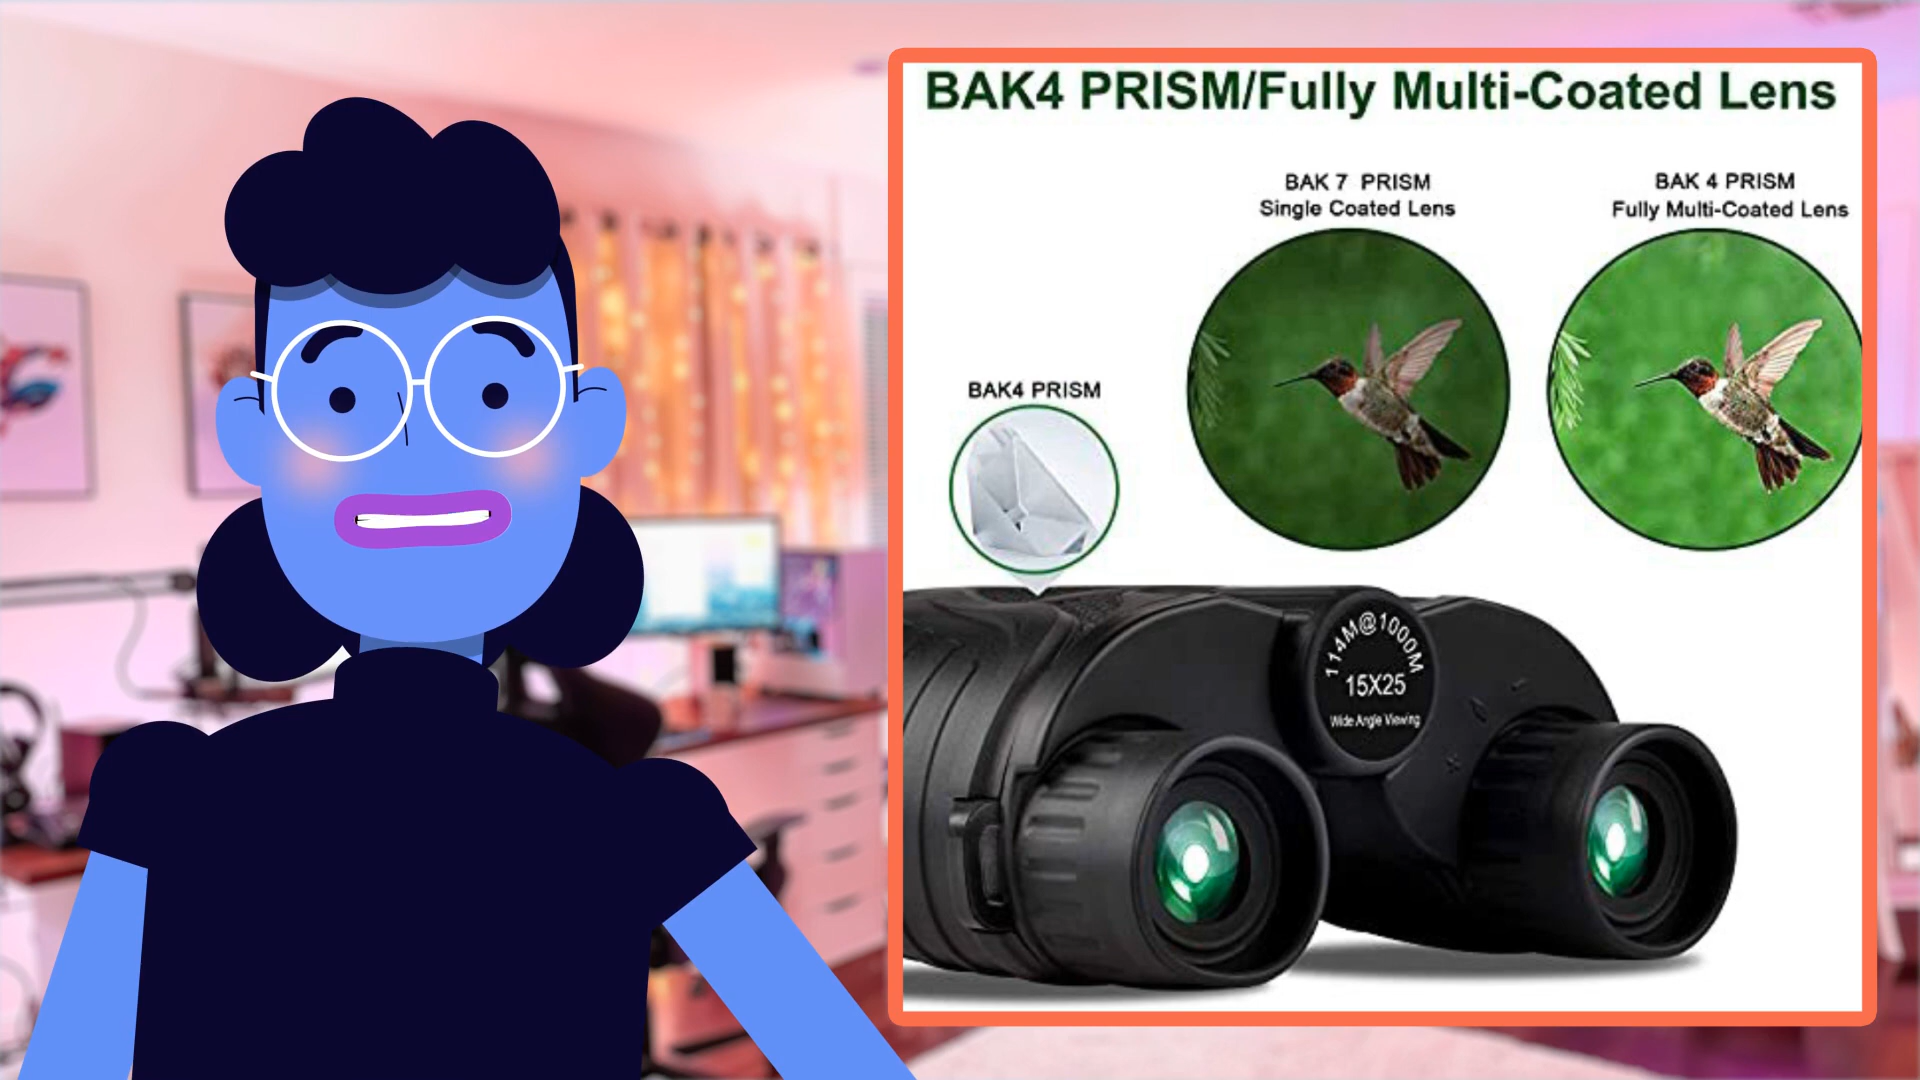 BAK4 PRISM/Fully Multi-Coated Lens
BAK 7 PRISM
Single Coated Lens
BAK 4 PRISM
Fully Multi-Coated Lens
BAK4 PRISM
114M@1000M
15X25
Wide Angle Viewing